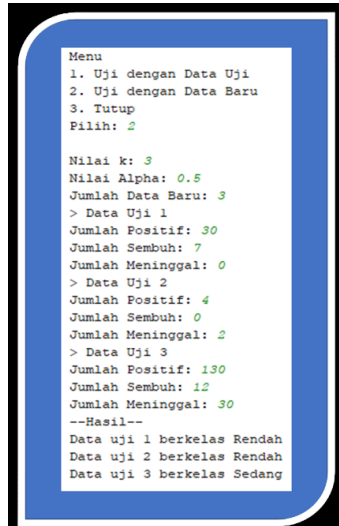 Menu
1. Uji dengan Data Uji
2. Uji dengan Data Baru
3. Tutup
Pilih: 2
Nilai k: 3
Nilai Alpha: 0.5
Jumlah Data Baru: 3
> Data Uji 1
Jumlah Positif: 30
Jumlah Sembuh: 7
Jumlah Meninggal: 0
> Data Uji 2
Jumlah Positif: 4
Jumlah Sembuh: 0
Jumlah Meninggal: 2
> Data Uji 3
Jumlah Positif: 130
Jumlah Sembuh: 12
Jumlah Meninggal: 30
--Hasil--
Data uji 1 berkelas Rendah
Data uji 2 berkelas Rendah
Data uji 3 berkelas Sedang